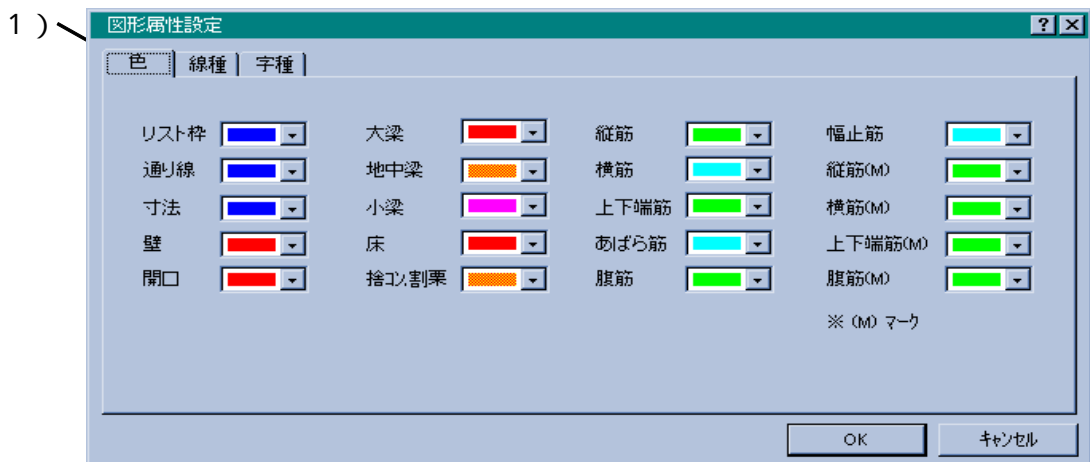 1）
図形属性設定
色 線種 字種
リスト枠 大梁 縦筋 幅止筋
通り線 地中梁 横筋 縦筋(M)
寸法 小梁 上下端筋 横筋(M)
壁 床 あばら筋 上下端筋(M)
開口 捨コン,割栗 腹筋 腹筋(M)
※ (M) マーク
OK キャンセル